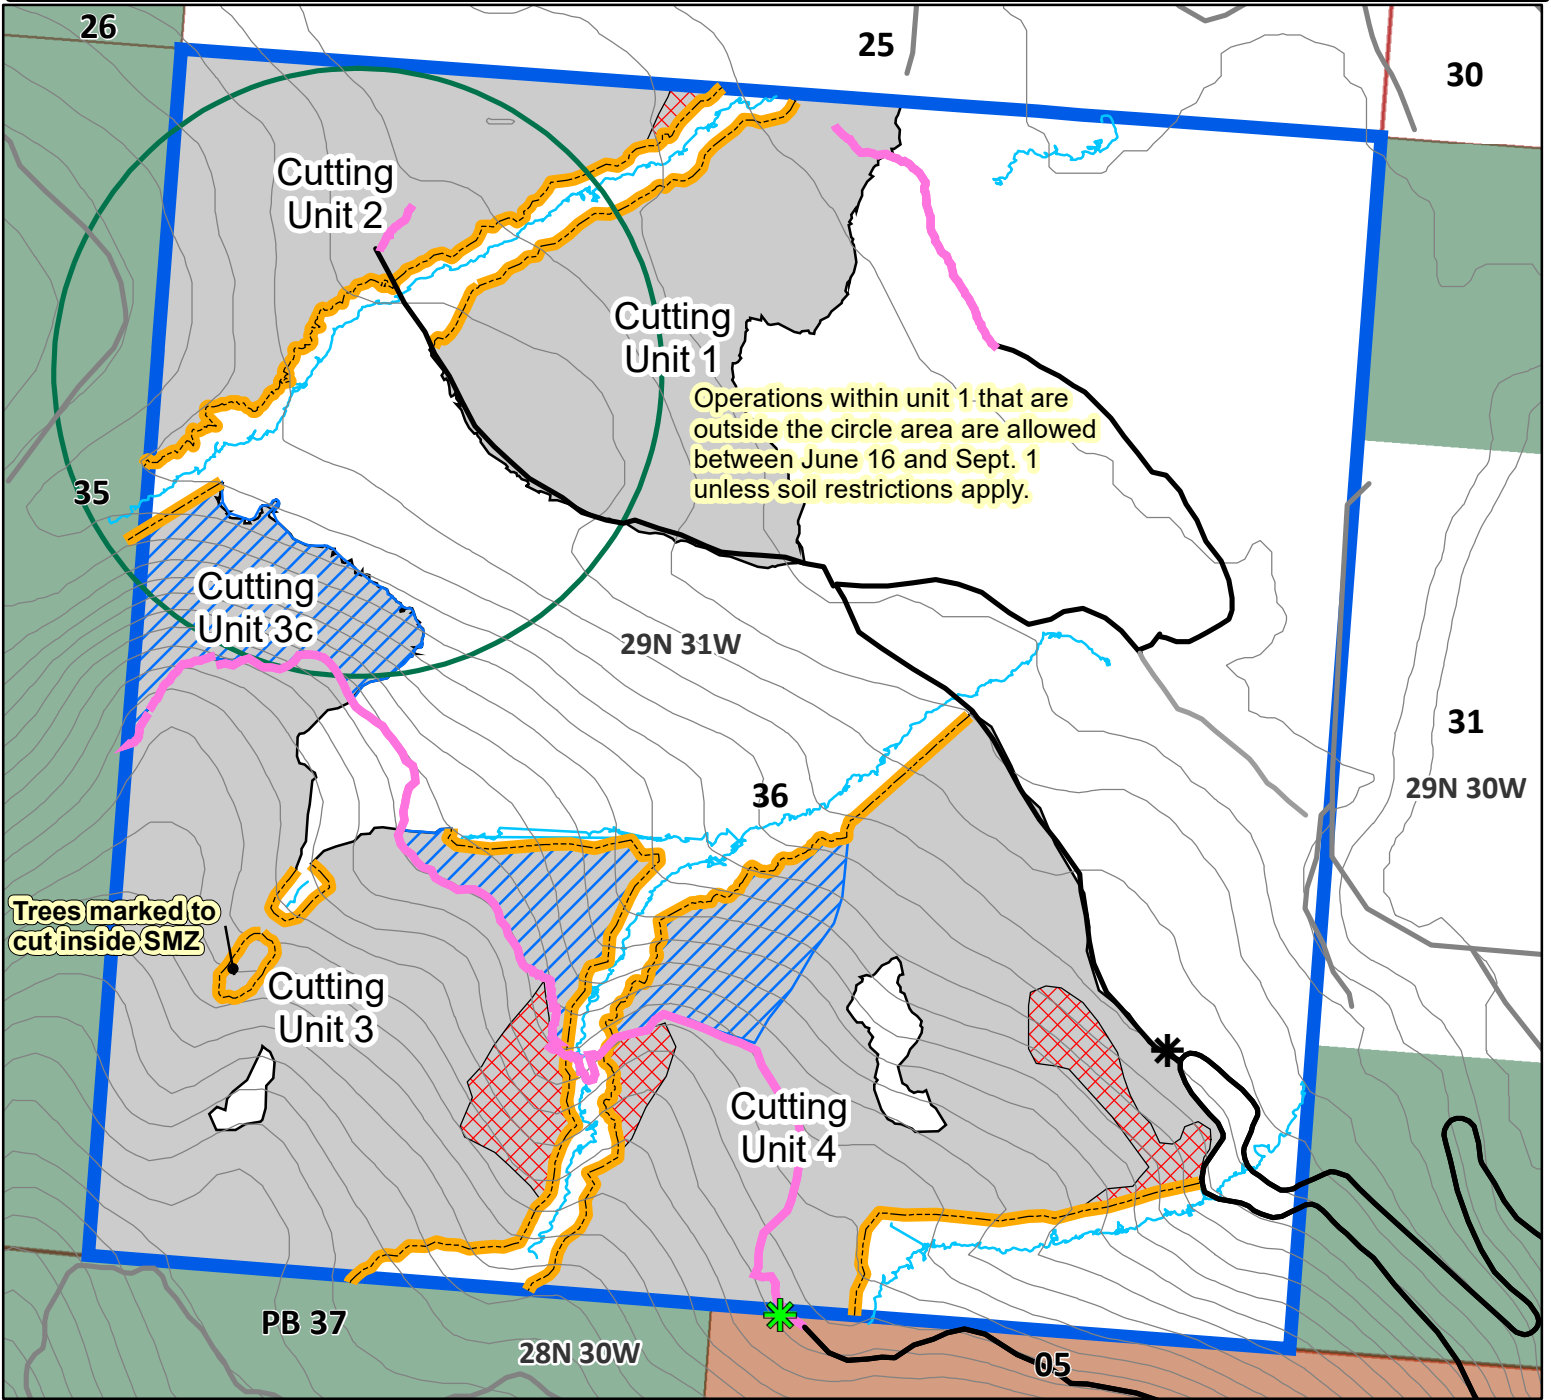 26
25
30
Cutting
Unit 2
Cutting
Unit 1
Operations within unit 1 that are
outside the circle area are allowed
between June 16 and Sept. 1
unless soil restrictions apply.
35
Cutting
Unit 3c
29N 31W
31
29N 30W
36
Trees marked to
cut inside SMZ
Cutting
Unit 3
Cutting
Unit 4
PB 37
28N 30W
05